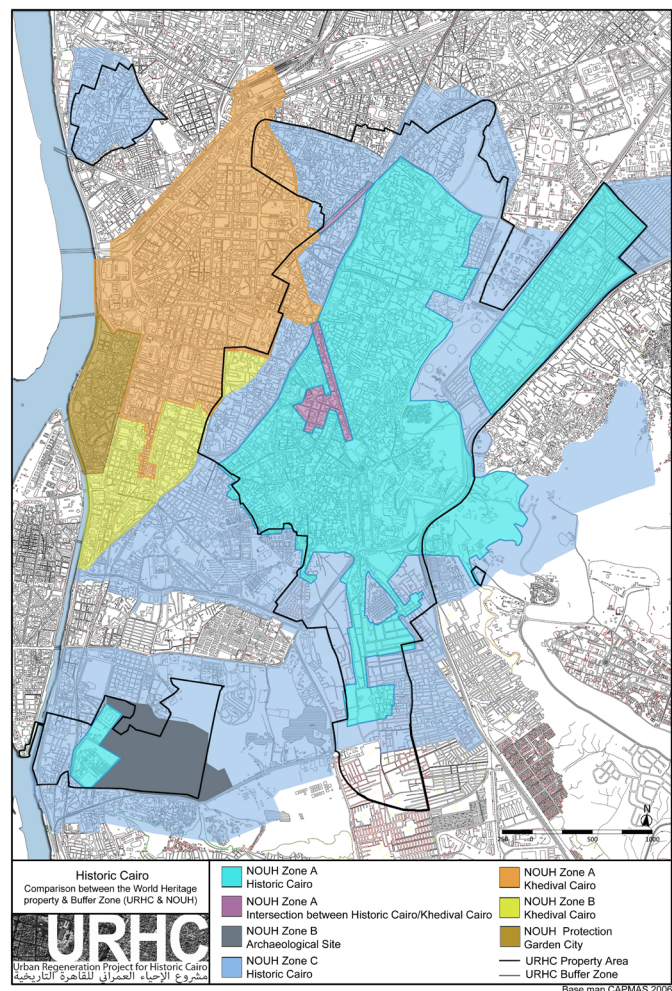 N
250
0
500
1000
Historic Cairo
Comparison between the World Heritage
property & Buffer Zone (URHC & NOUH)
URHC
Urban Regeneration Project for Historic Cairo
مشروع الإحياء العمراني للقاهرة التاريخية
NOUH Zone A
Historic Cairo
NOUH Zone A
Intersection between Historic Cairo/Khedival Cairo
NOUH Zone B
Archaeological Site
NOUH Zone C
Historic Cairo
NOUH Zone A
Khedival Cairo
NOUH Zone B
Khedival Cairo
NOUH Protection
Garden City
URHC Property Area
URHC Buffer Zone
Base map CAPMAS 2006